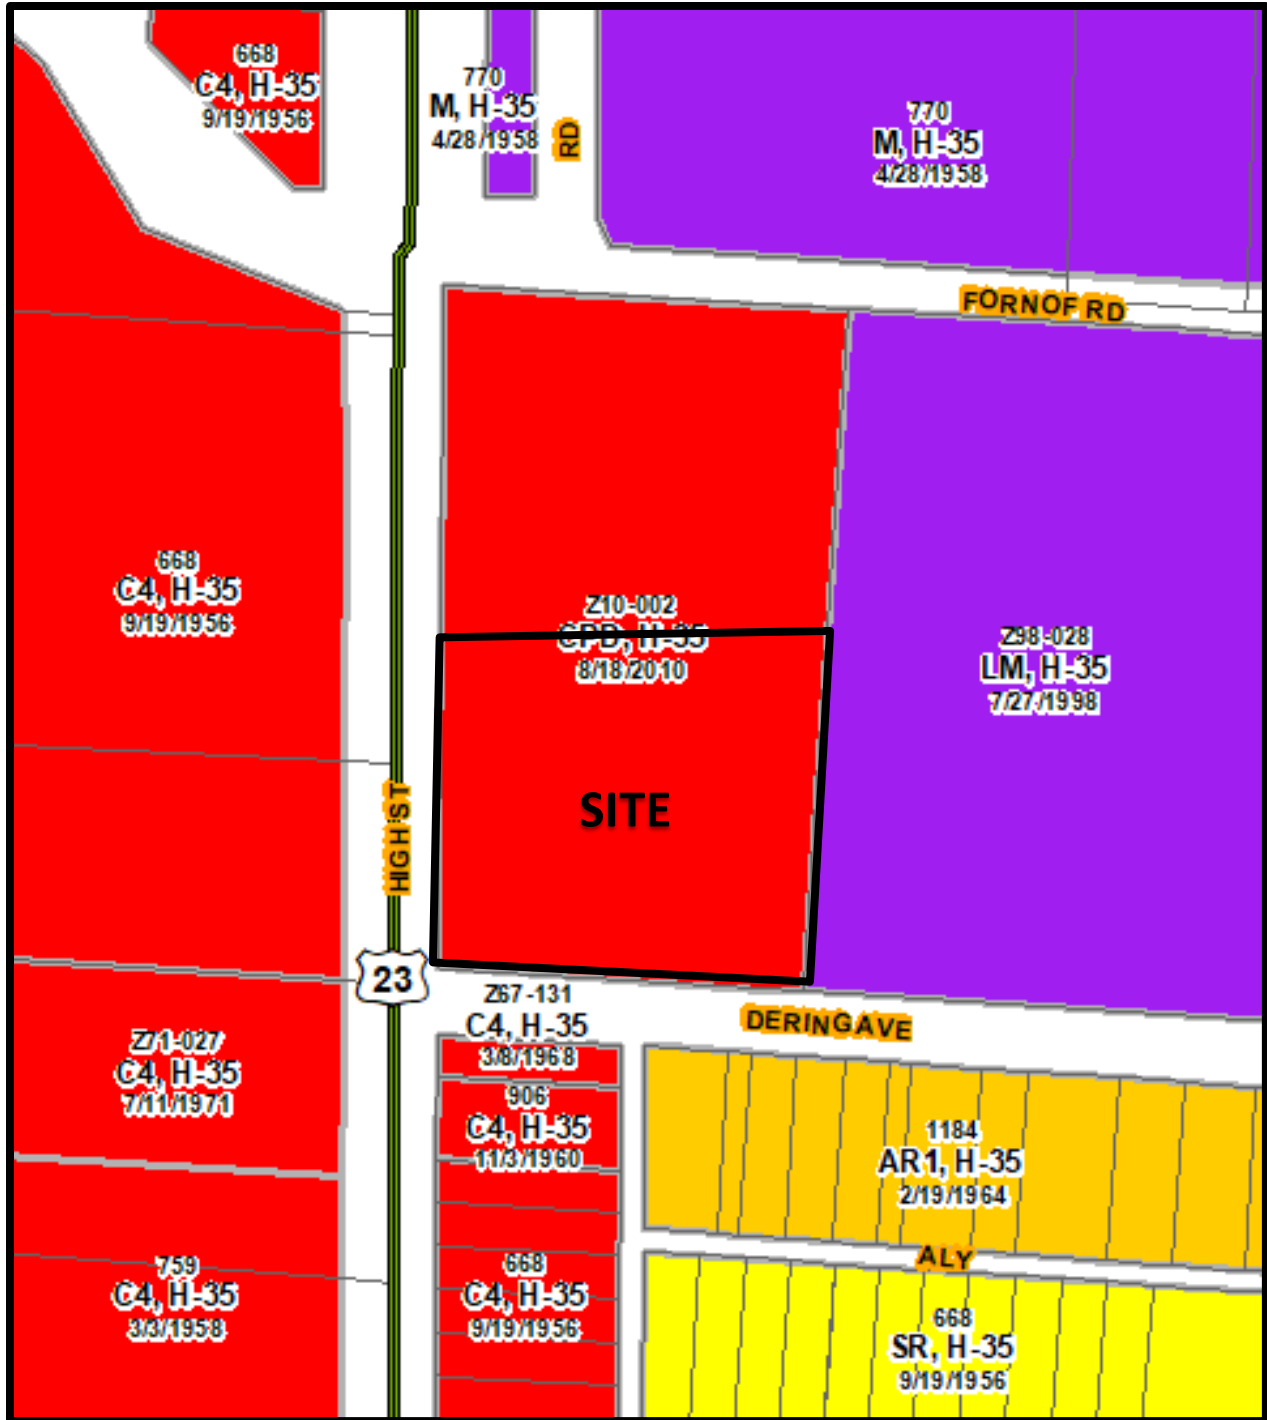 668
C4, H-35
9/19/1956
770
M, H-35
4/28/1958
RD
770
M, H-35
4/28/1958
FORNOF RD
668
C4, H-35
9/19/1956
Z10-002
CPD, H-35
8/18/2010
Z98-028
LM, H-35
7/27/1998
SITE
HIGH ST
23
Z67-131
C4, H-35
3/8/1968
DERING AVE
Z71-027
C4, H-35
7/11/1971
906
C4, H-35
11/3/1960
1184
AR1, H-35
2/19/1964
ALY
759
C4, H-35
3/3/1958
668
C4, H-35
9/19/1956
668
SR, H-35
9/19/1956